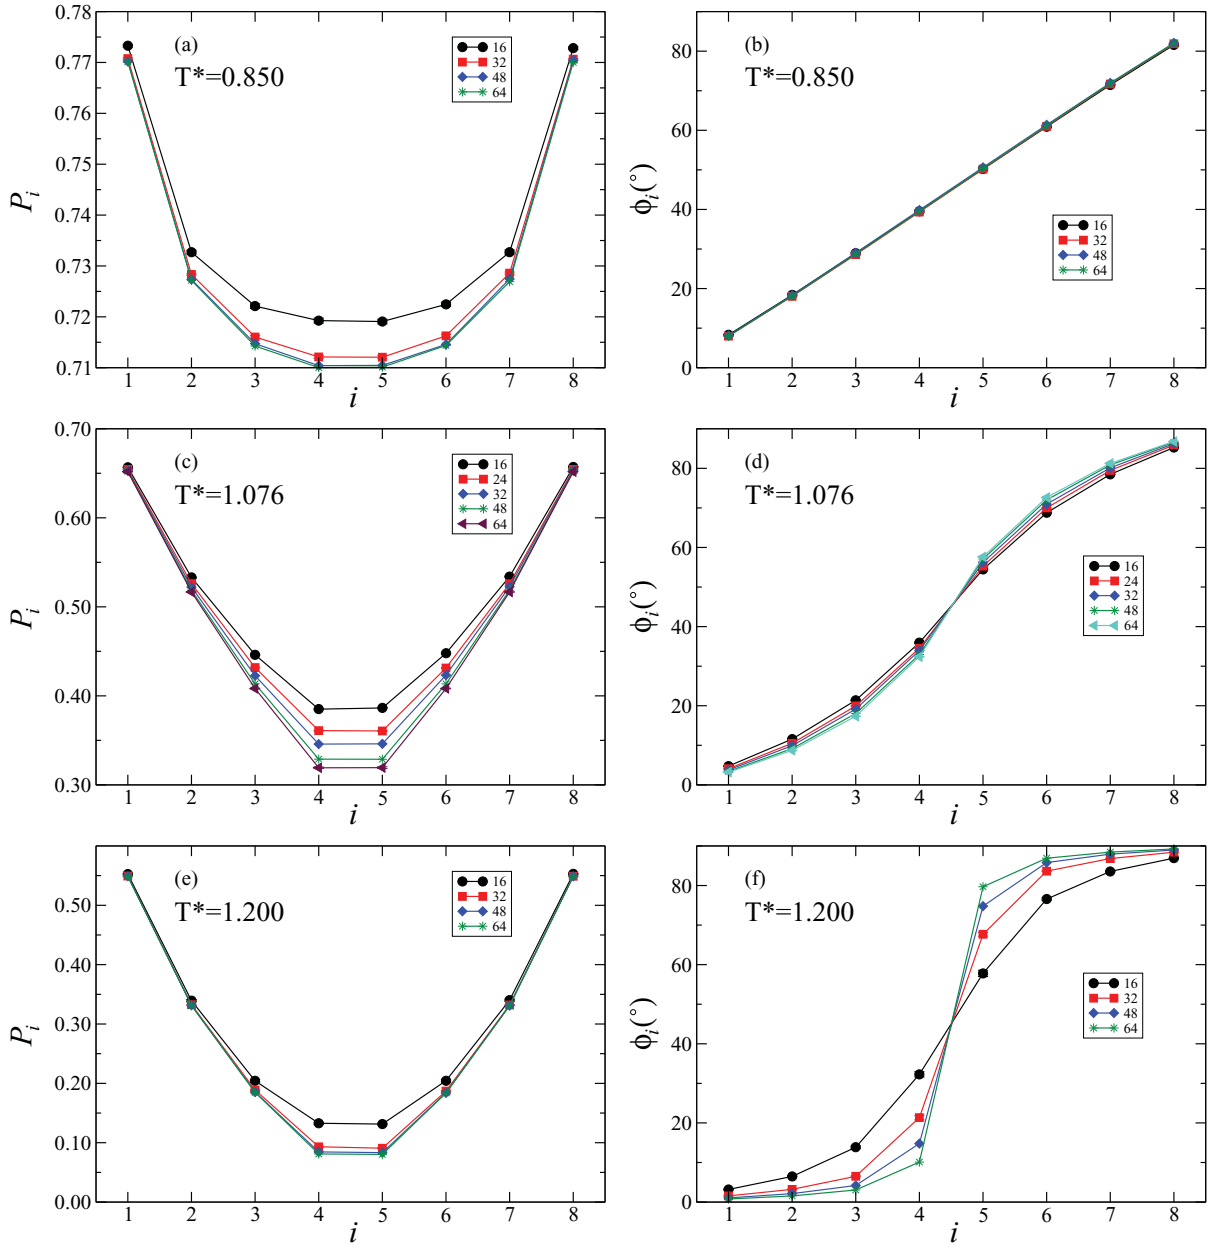 (a)
T*=0.850
16
32
48
64
0.78
0.77
0.76
0.75
0.74
0.73
0.72
0.71
1 2 3 4 5 6 7 8
P_i
i
(b)
T*=0.850
16
32
48
64
80
60
40
20
0
1 2 3 4 5 6 7 8
ϕ_i(°)
i
(c)
T*=1.076
16
24
32
48
64
0.70
0.60
0.50
0.40
0.30
1 2 3 4 5 6 7 8
P_i
i
(d)
T*=1.076
16
24
32
48
64
80
60
40
20
0
1 2 3 4 5 6 7 8
ϕ_i(°)
i
(e)
T*=1.200
16
32
48
64
0.50
0.40
0.30
0.20
0.10
0.00
1 2 3 4 5 6 7 8
P_i
i
(f)
T*=1.200
16
32
48
64
80
60
40
20
0
1 2 3 4 5 6 7 8
ϕ_i(°)
i